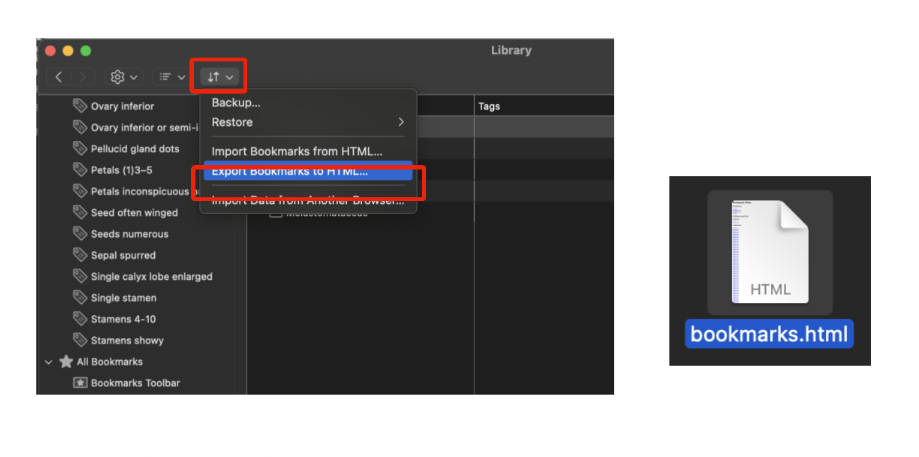 Library
Ovary inferior
Ovary inferior or semi-i
Pellucid gland dots
Petals (1)3–5
Petals inconspicuous
Seed often winged
Seeds numerous
Sepal spurred
Single calyx lobe enlarged
Single stamen
Stamens 4-10
Stamens showy
All Bookmarks
Bookmarks Toolbar
Backup...
Restore
Import Bookmarks from HTML...
Export Bookmarks to HTML...
Import Data from Another Browser...
Tags
HTML
bookmarks.html